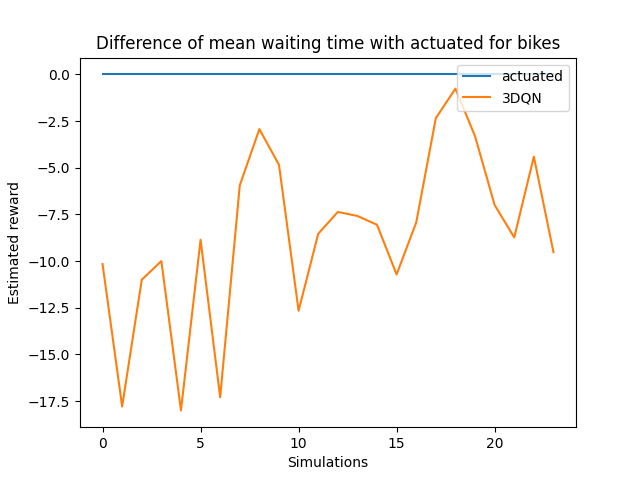 Difference of mean waiting time with actuated for bikes
actuated
3DQN
Estimated reward
0.0
−2.5
−5.0
−7.5
−10.0
−12.5
−15.0
−17.5
0 5 10 15 20
Simulations